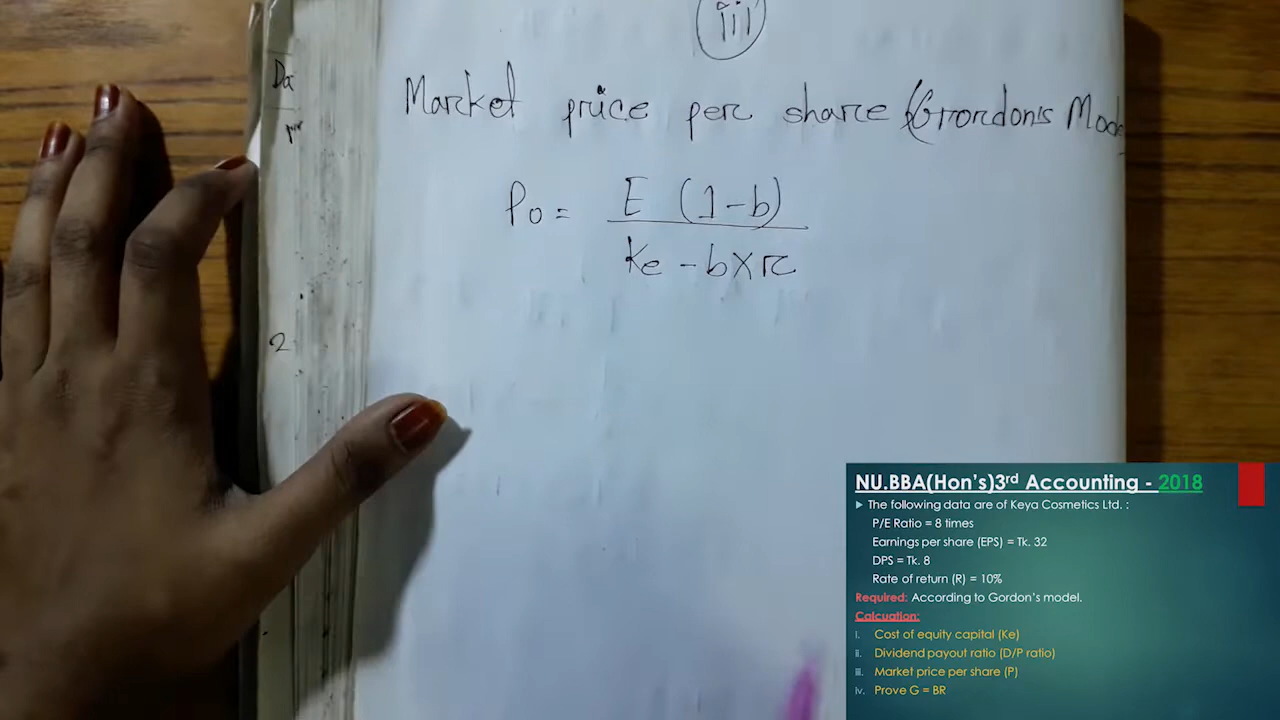 iii
Da
Market price per share (Grordon's Mod
P0 = E (1-b)
Ke - b×r
2
NU.BBA(Hon's)3rd Accounting - 2018
The following data are of Keya Cosmetics Ltd. :
P/E Ratio = 8 times
Earnings per share (EPS) = Tk. 32
DPS = Tk. 8
Rate of return (R) = 10%
Required: According to Gordon's model.
Calcuation:
i. Cost of equity capital (Ke)
ii. Dividend payout ratio (D/P ratio)
iii. Market price per share (P)
iv. Prove G = BR